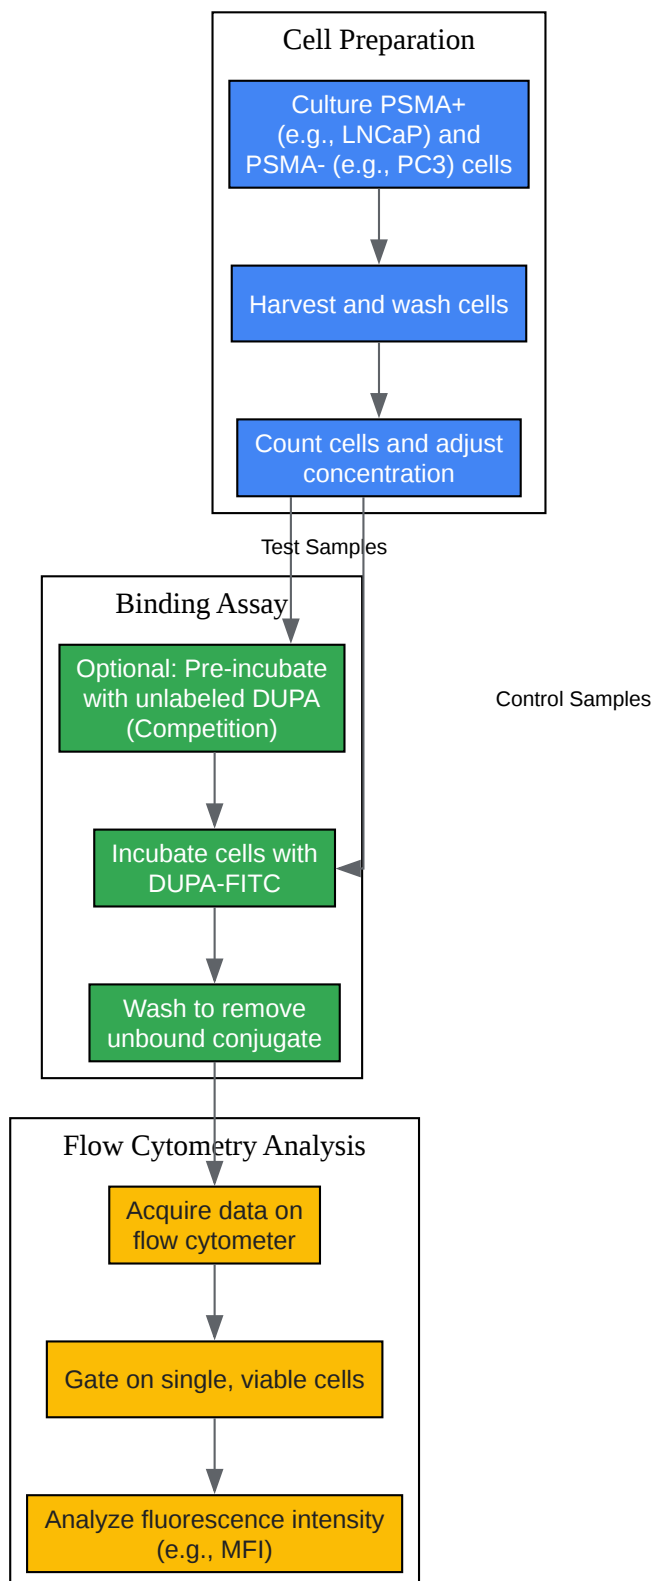 Cell Preparation
Culture PSMA+
(e.g., LNCaP) and
PSMA- (e.g., PC3) cells
Harvest and wash cells
Count cells and adjust
concentration
Test Samples
Binding Assay
Optional: Pre-incubate
with unlabeled DUPA
(Competition)
Control Samples
Incubate cells with
DUPA-FITC
Wash to remove
unbound conjugate
Flow Cytometry Analysis
Acquire data on
flow cytometer
Gate on single, viable cells
Analyze fluorescence intensity
(e.g., MFI)